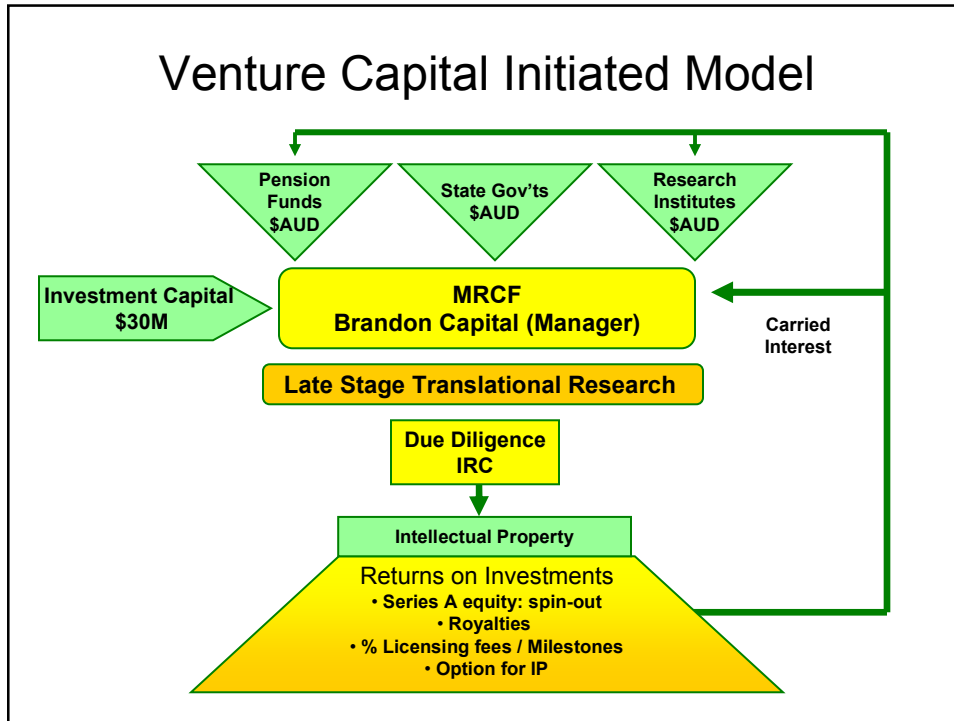 Venture Capital Initiated Model
Pension
Funds
$AUD
State Gov’ts
$AUD
Research
Institutes
$AUD
Investment Capital
$30M
MRCF
Brandon Capital (Manager)
Carried
Interest
Late Stage Translational Research
Due Diligence
IRC
Intellectual Property
Returns on Investments
• Series A equity: spin-out
• Royalties
• % Licensing fees / Milestones
• Option for IP